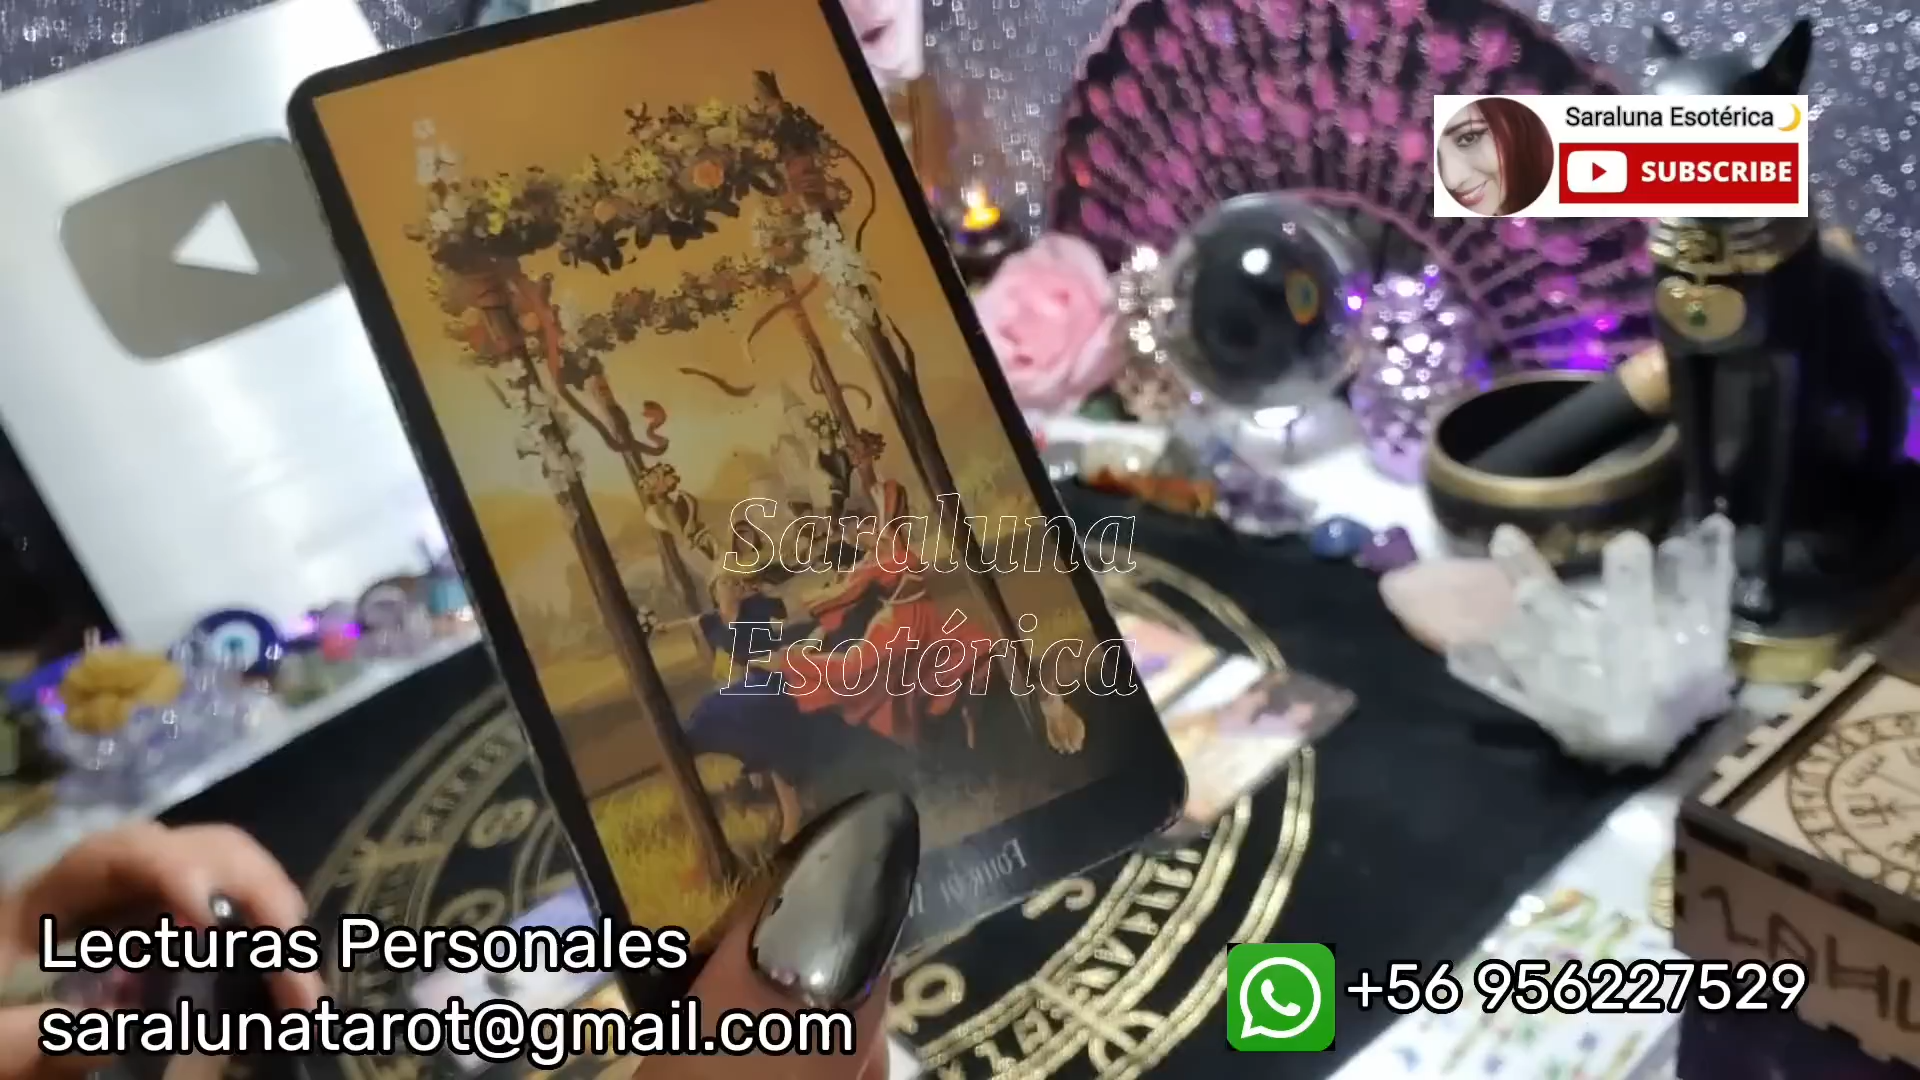 Saraluna Esotérica🌙
SUBSCRIBE
Saraluna
Esotérica
Lecturas Personales
saralunatarot@gmail.com
+56 956227529